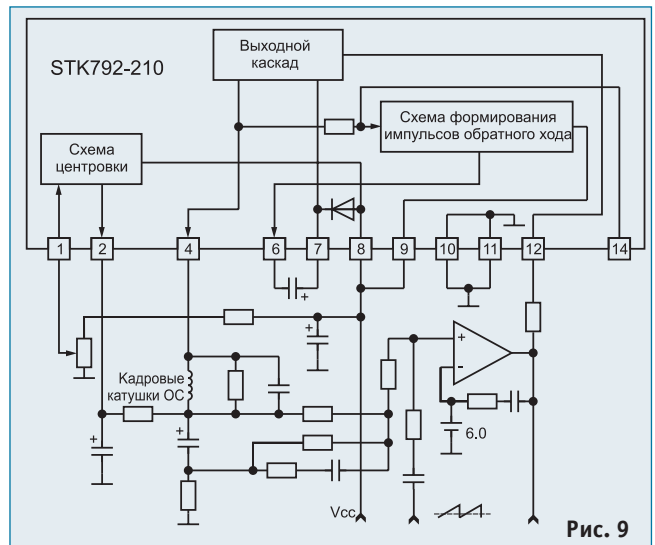 STK792-210
Выходной
каскад
Схема формирования
импульсов обратного хода
Схема
центровки
1
2
4
6
7
8
9
10
11
12
14
+
+
+
-
Кадровые
катушки ОС
+
+
6.0
Vcc
Рис. 9